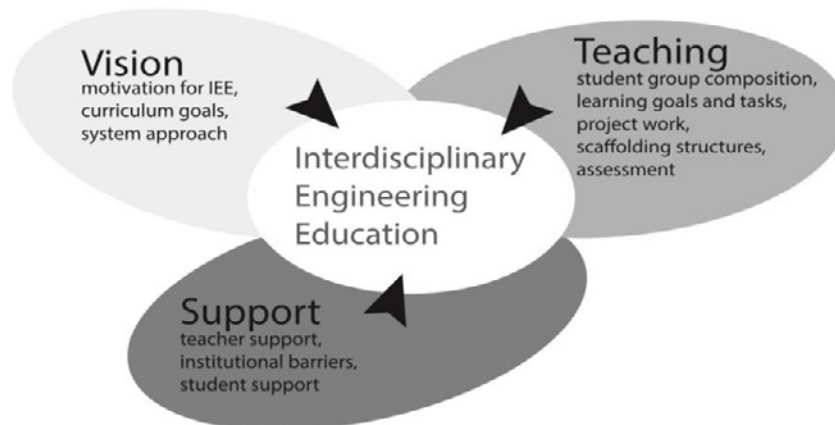 Vision
motivation for IEE,
curriculum goals,
system approach
Teaching
student group composition,
learning goals and tasks,
project work,
scaffolding structures,
assessment
Interdisciplinary
Engineering
Education
Support
teacher support,
institutional barriers,
student support